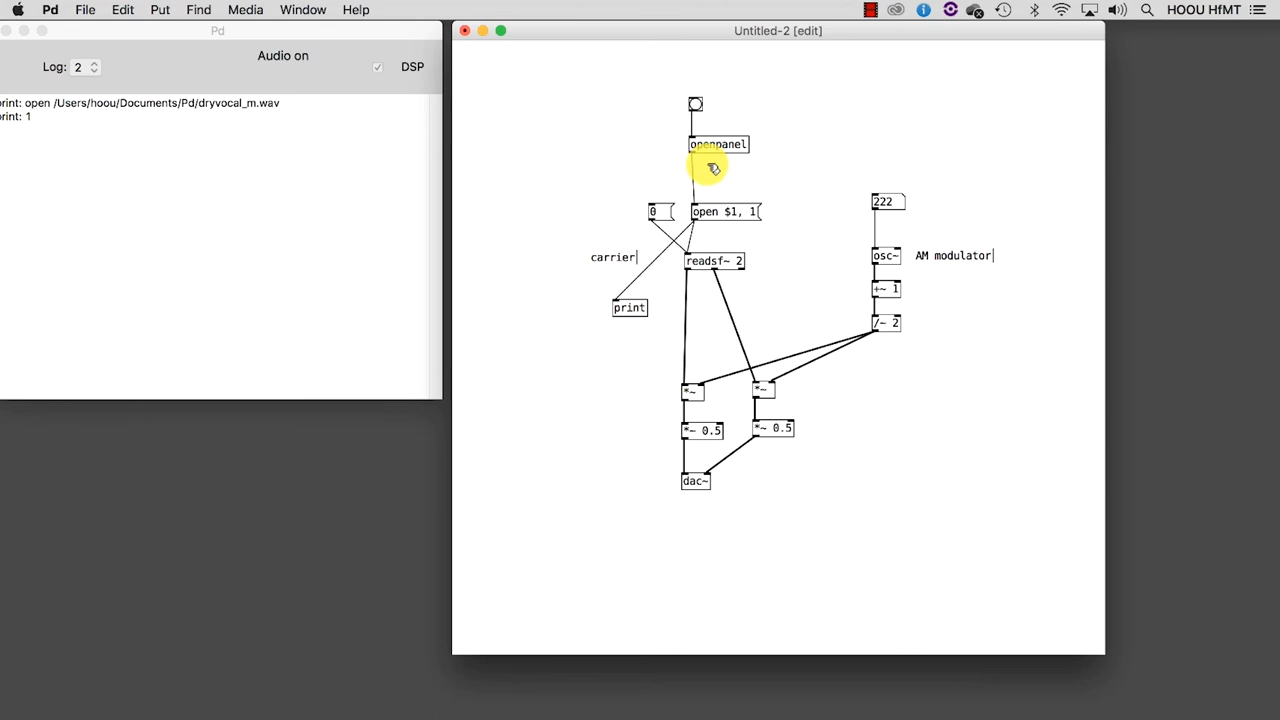 Pd File Edit Put Find Media Window Help HOOU HfMT
Pd
Untitled-2 [edit]
Audio on
Log: 2 DSP
print: open /Users/hoou/Documents/Pd/dryvocal_m.wav
print: 1
openpanel
222
0 open $1, 1
carrier
readsf~ 2
osc~ AM modulator
+~ 1
print
/~ 2
*~ *~
*~ 0.5 *~ 0.5
dac~